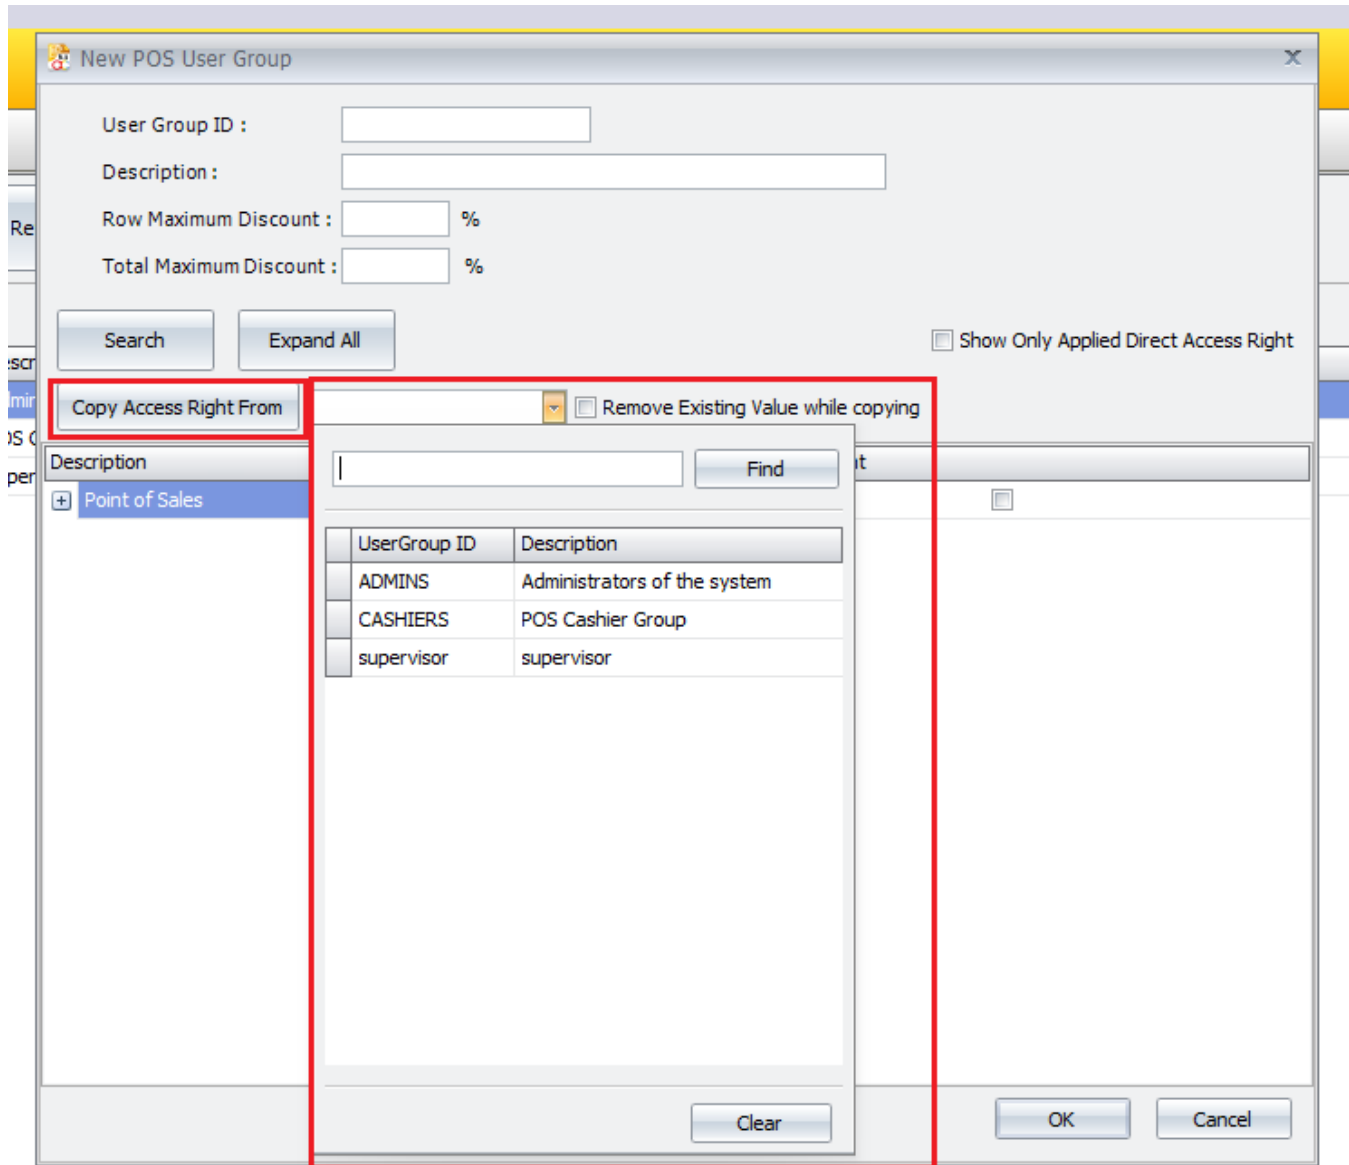 New POS User Group
x
User Group ID :
Description :
Row Maximum Discount : %
Total Maximum Discount : %
Re
Search Expand All Show Only Applied Direct Access Right
Copy Access Right From Remove Existing Value while copying
Description
Find
+ Point of Sales
UserGroup ID Description
ADMINS Administrators of the system
CASHIERS POS Cashier Group
supervisor supervisor
Clear
OK Cancel